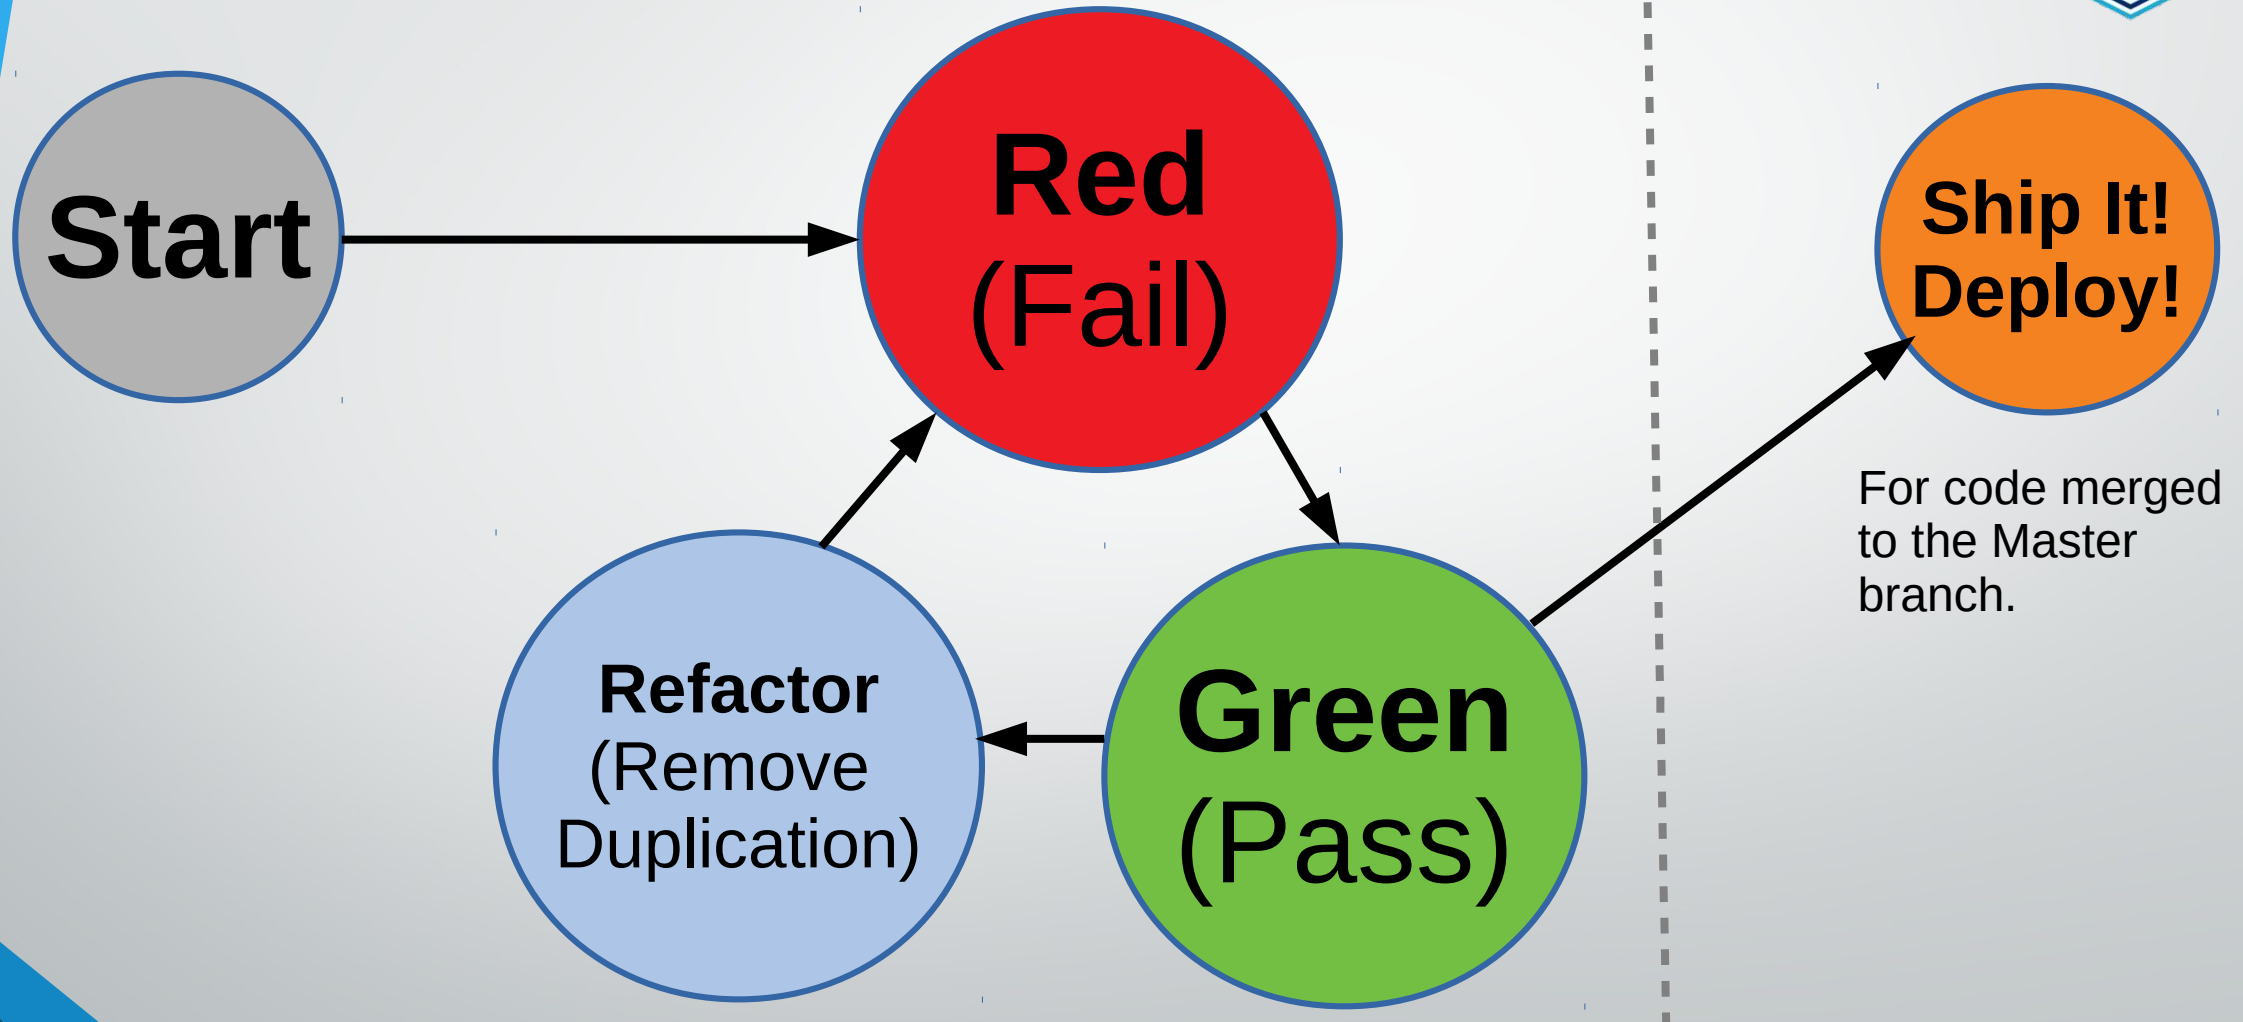 Start
Red
(Fail)
Ship It!
Deploy!
For code merged
to the Master
branch.
Refactor
(Remove
Duplication)
Green
(Pass)